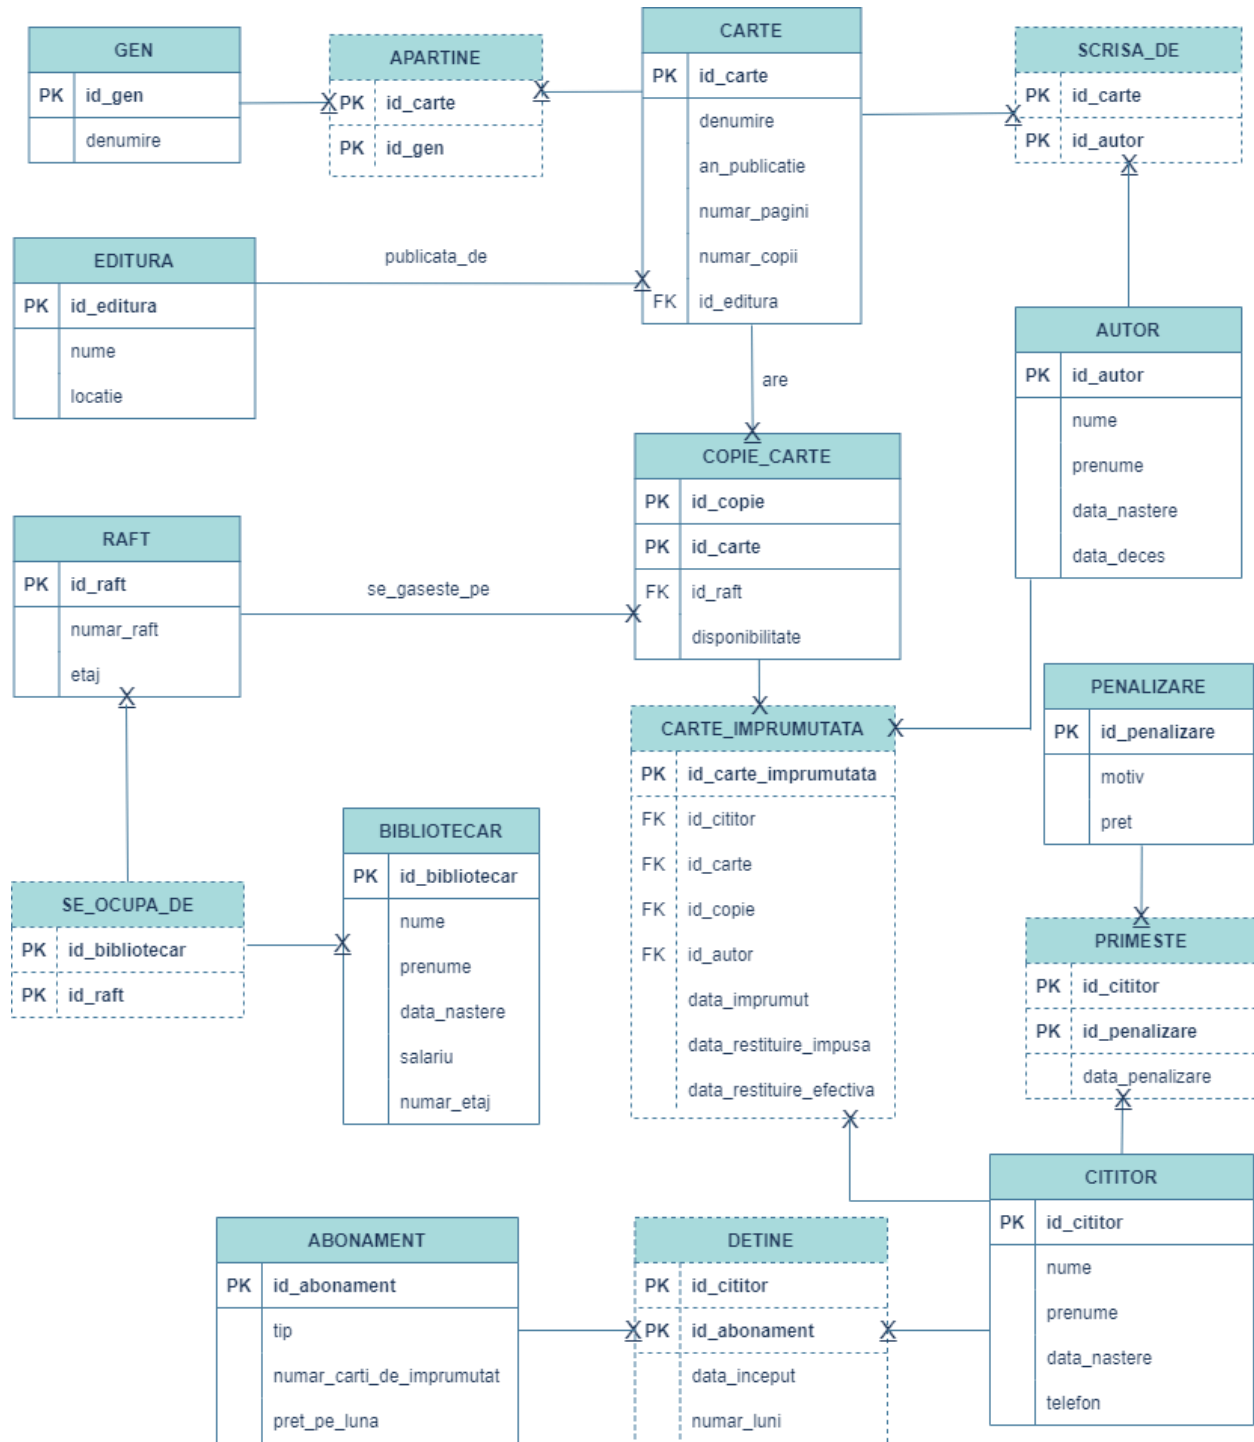 GEN
PK id_gen
denumire
APARTINE
PK id_carte
PK id_gen
CARTE
PK id_carte
denumire
an_publicatie
numar_pagini
numar_copii
FK id_editura
SCRISA_DE
PK id_carte
PK id_autor
EDITURA
PK id_editura
nume
locatie
publicata_de
are
AUTOR
PK id_autor
nume
prenume
data_nastere
data_deces
COPIE_CARTE
PK id_copie
PK id_carte
FK id_raft
disponibilitate
RAFT
PK id_raft
numar_raft
etaj
se_gaseste_pe
PENALIZARE
PK id_penalizare
motiv
pret
CARTE_IMPRUMUTATA
PK id_carte_imprumutata
FK id_cititor
FK id_carte
FK id_copie
FK id_autor
data_imprumut
data_restituire_impusa
data_restituire_efectiva
BIBLIOTECAR
PK id_bibliotecar
nume
prenume
data_nastere
salariu
numar_etaj
SE_OCUPA_DE
PK id_bibliotecar
PK id_raft
PRIMESTE
PK id_cititor
PK id_penalizare
data_penalizare
CITITOR
PK id_cititor
nume
prenume
data_nastere
telefon
ABONAMENT
PK id_abonament
tip
numar_carti_de_imprumutat
pret_pe_luna
DETINE
PK id_cititor
PK id_abonament
data_inceput
numar_luni